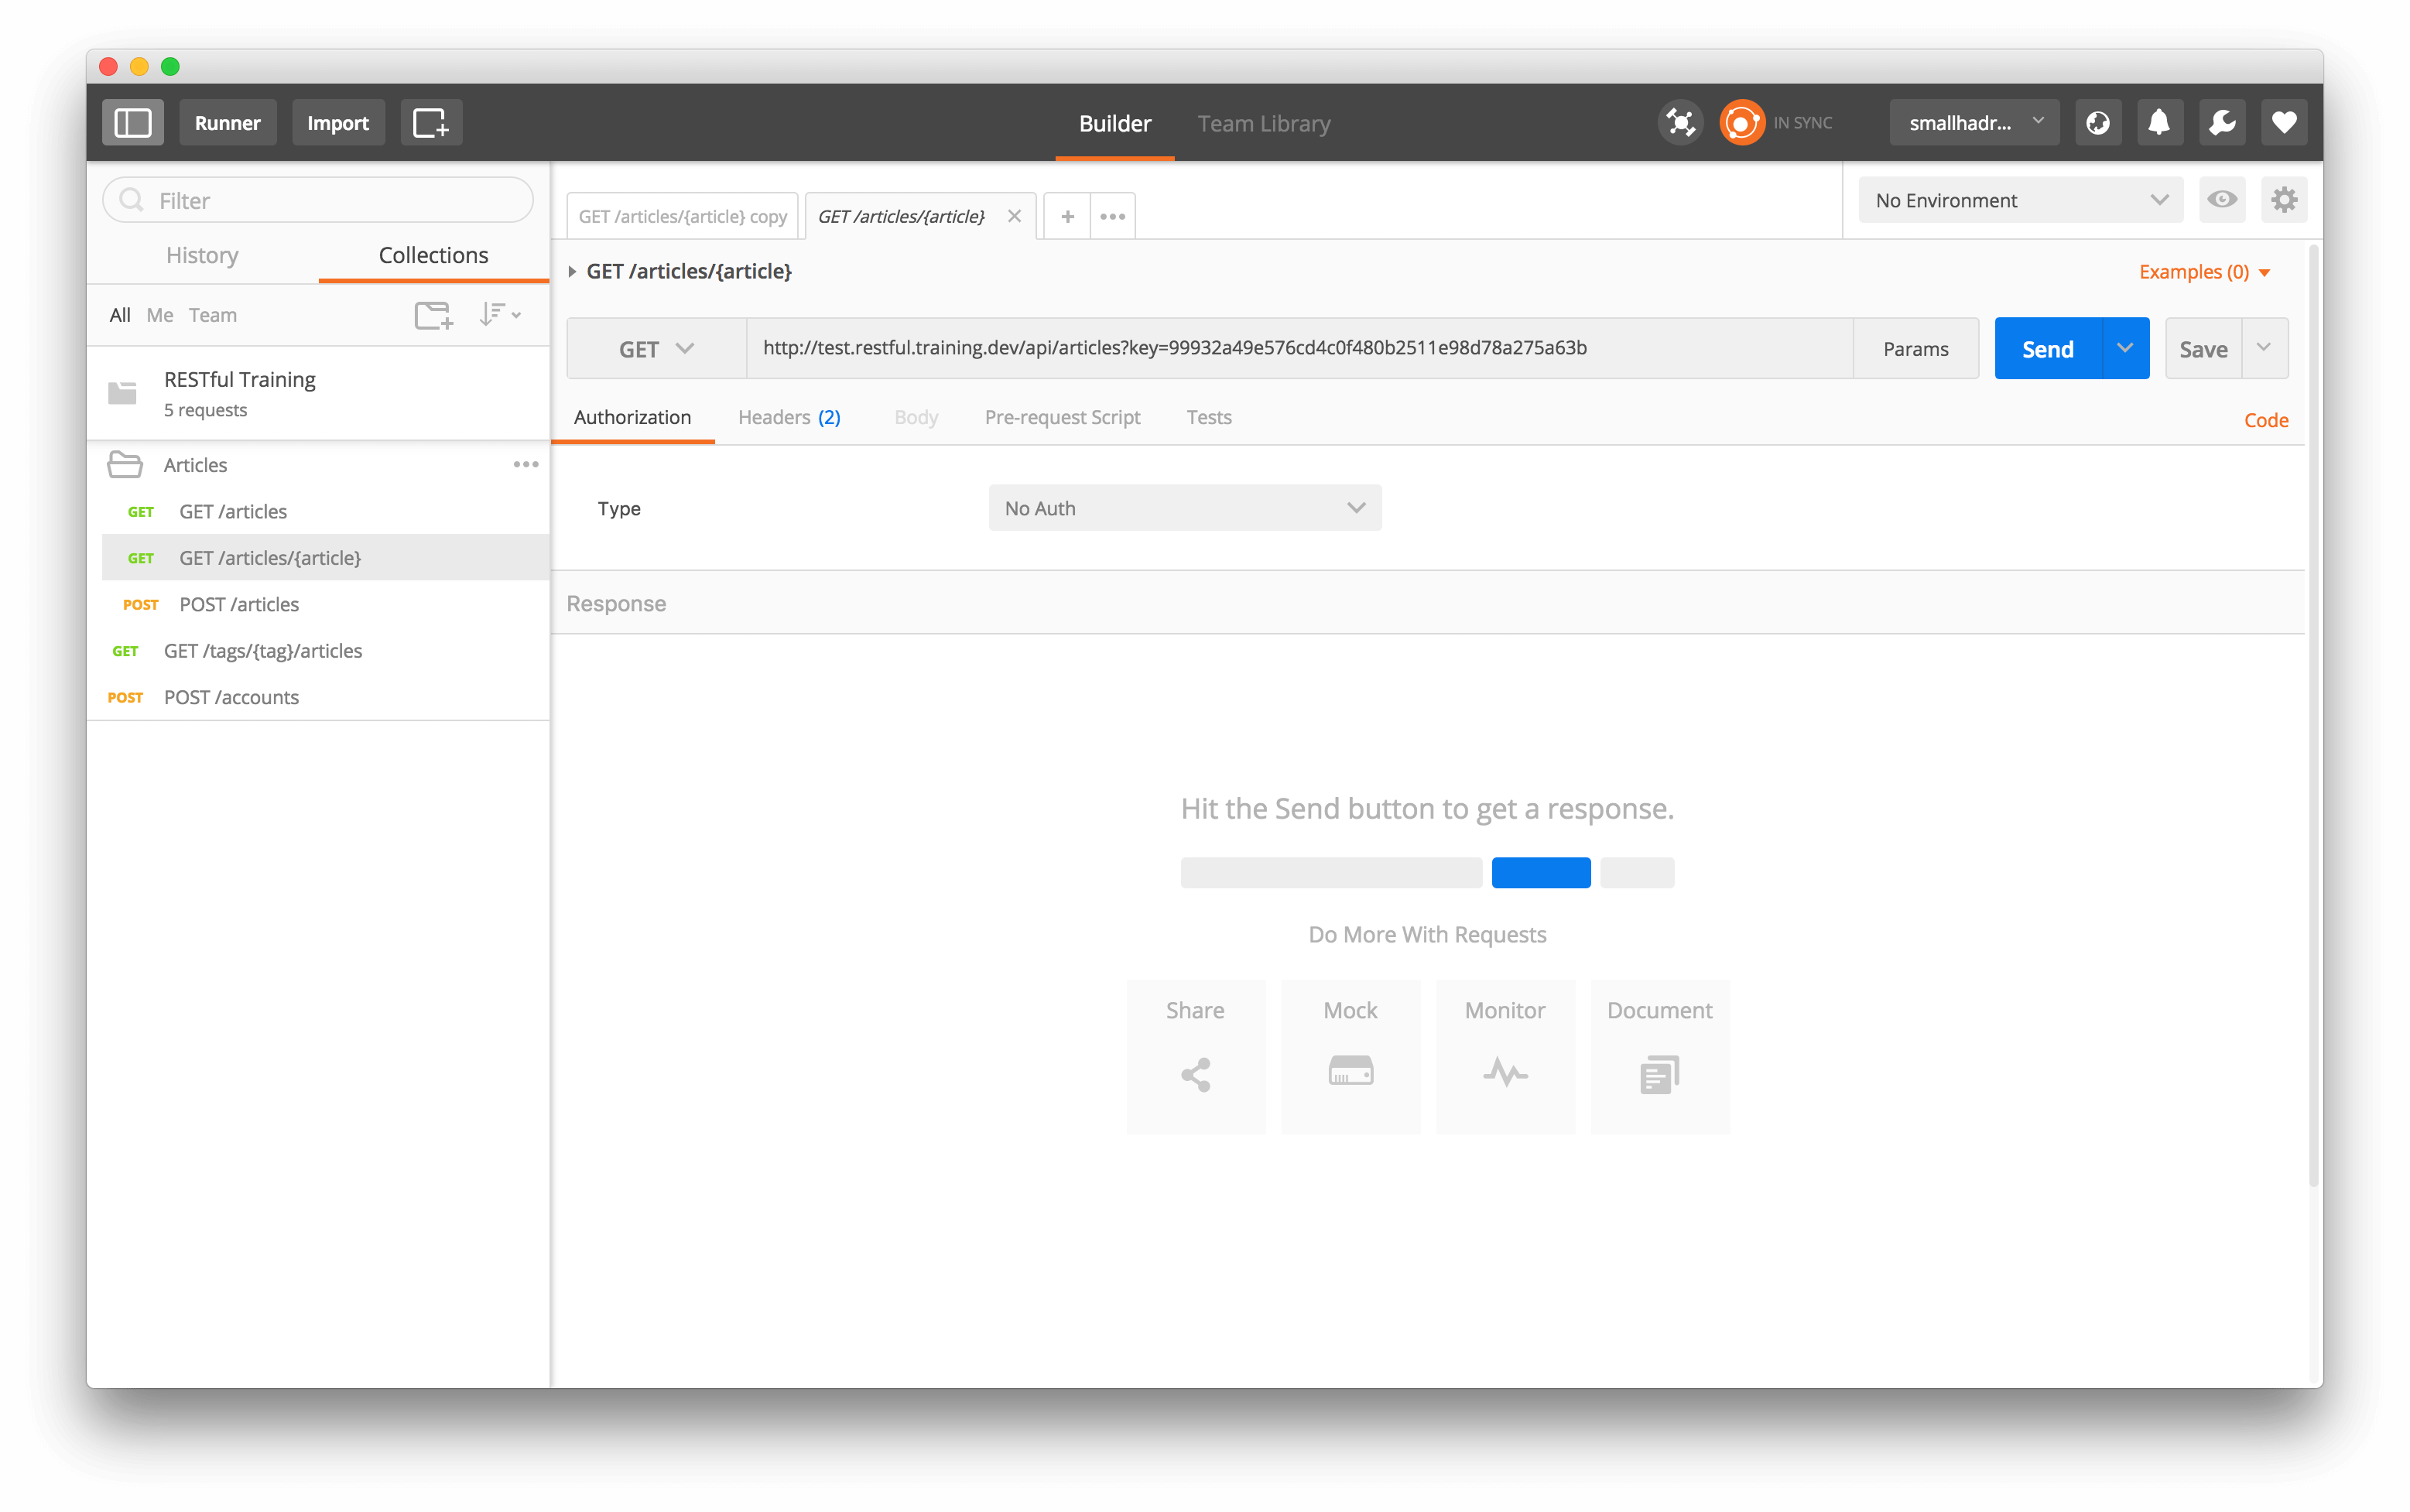 Runner
Import
Builder
Team Library
IN SYNC
smallhadr...
Filter
History
Collections
All Me Team
RESTful Training
5 requests
Articles
GET GET /articles
GET GET /articles/{article}
POST POST /articles
GET GET /tags/{tag}/articles
POST POST /accounts
GET /articles/{article} copy
GET /articles/{article}
No Environment
GET /articles/{article}
Examples (0)
GET
http://test.restful.training.dev/api/articles?key=99932a49e576cd4c0f480b2511e98d78a275a63b
Params
Send
Save
Authorization
Headers (2)
Body
Pre-request Script
Tests
Code
Type
No Auth
Response
Hit the Send button to get a response.
Do More With Requests
Share
Mock
Monitor
Document